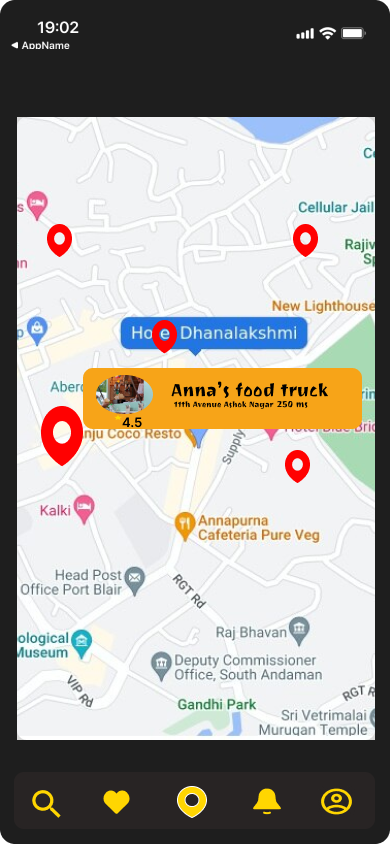 19:02
◀ AppName
Ce
s
Cellular Jail
Rajiv
Sp
n
New Lighthouse
p
Ho e Dhanalakshmi
Aberd
Anna's food truck
11th Avenue Ashok Nagar 250 ms
4.5
nju Coco Resto
Supply
Hotel Blue Brid
Kalki
Annapurna
Cafeteria Pure Veg
Head Post
Office Port Blair
RGT Rd
Raj Bhavan
ological
Museum
Deputy Commissioner
Office, South Andaman
VIP Rd
RGT R
Gandhi Park
Sri Vetrimalai
Murugan Temple